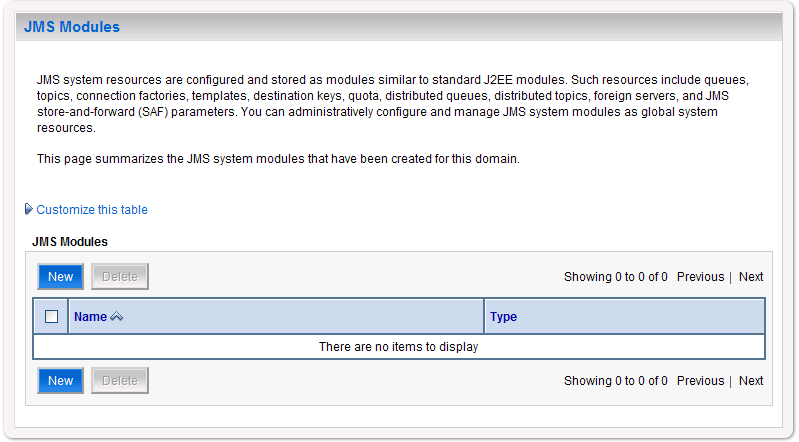 JMS Modules
JMS system resources are configured and stored as modules similar to standard J2EE modules. Such resources include queues,
topics, connection factories, templates, destination keys, quota, distributed queues, distributed topics, foreign servers, and JMS
store-and-forward (SAF) parameters. You can administratively configure and manage JMS system modules as global system
resources.
This page summarizes the JMS system modules that have been created for this domain.
Customize this table
JMS Modules
New Delete Showing 0 to 0 of 0 Previous | Next
Name Type
There are no items to display
New Delete Showing 0 to 0 of 0 Previous | Next